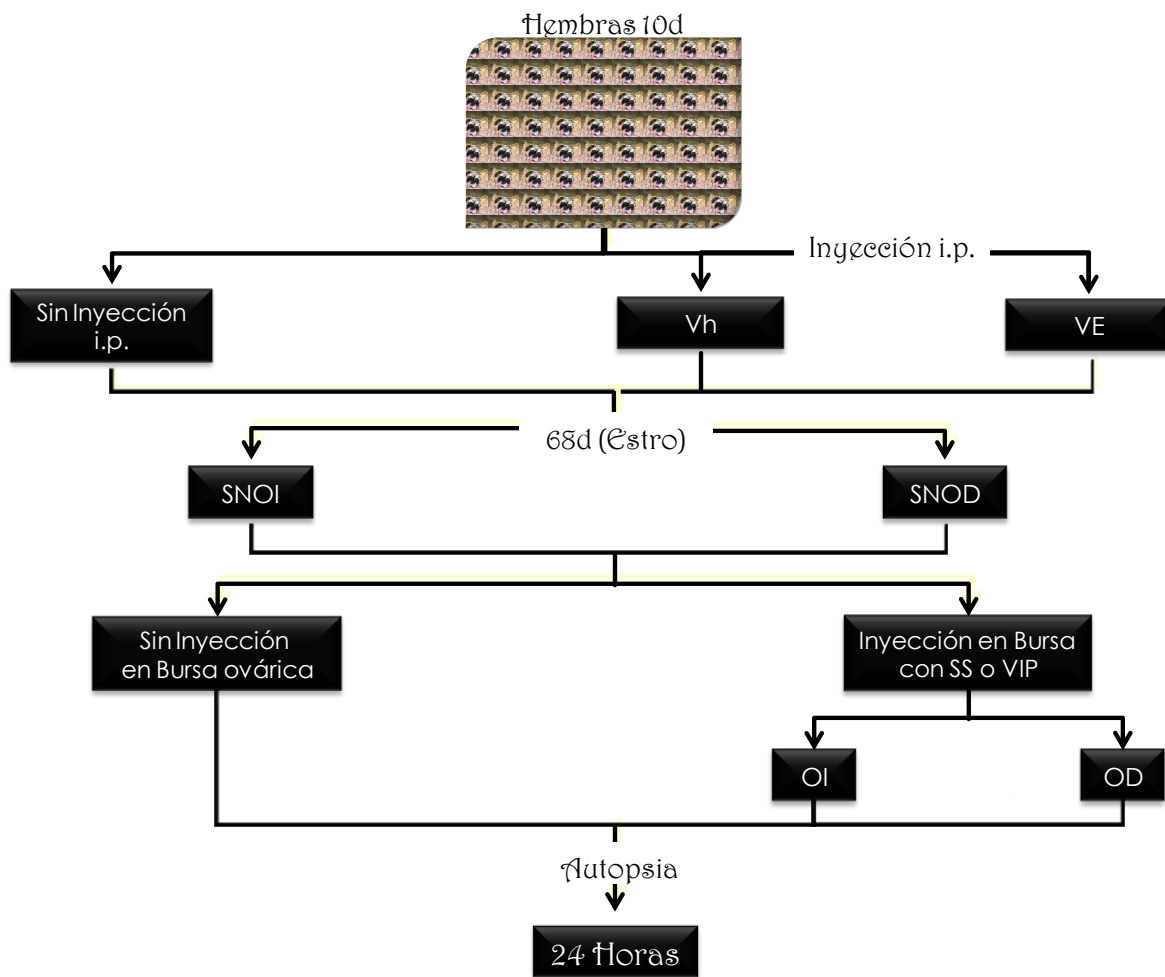 Hembras 10d
Inyección i.p.
Sin Inyección
i.p.
Vh
VE
68d (Estro)
SNOI
SNOD
Sin Inyección
en Bursa ovárica
Inyección en Bursa
con SS o VIP
OI
OD
Autopsia
24 Horas